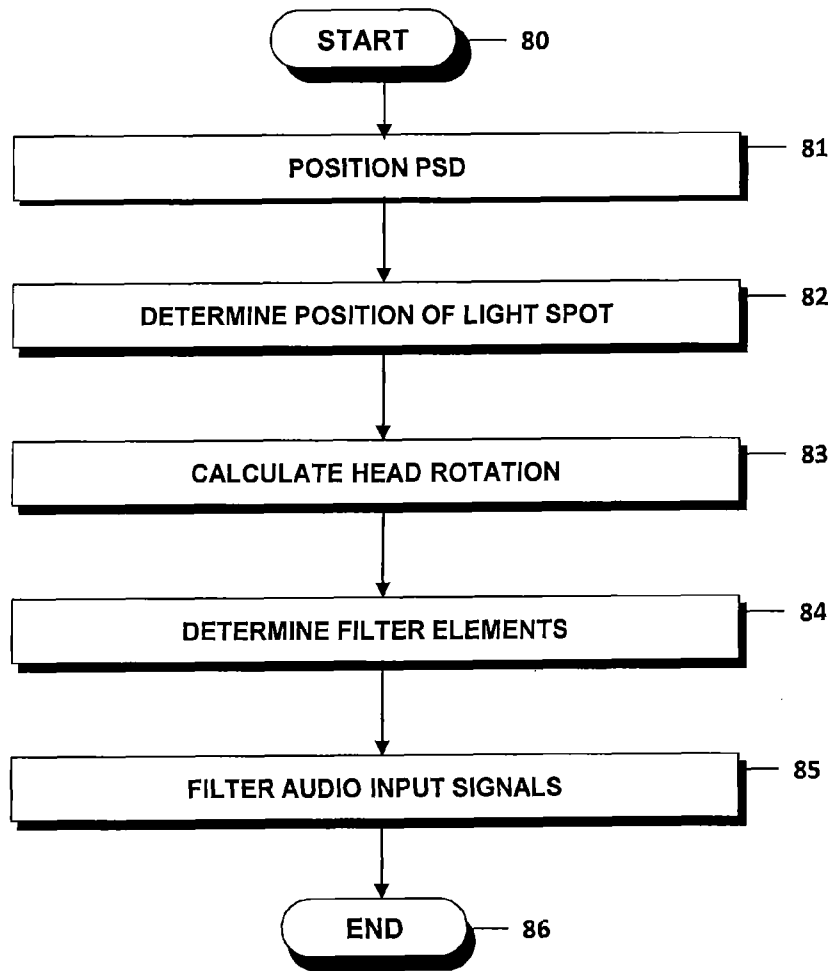 START 80
POSITION PSD 81
DETERMINE POSITION OF LIGHT SPOT 82
CALCULATE HEAD ROTATION 83
DETERMINE FILTER ELEMENTS 84
FILTER AUDIO INPUT SIGNALS 85
END 86